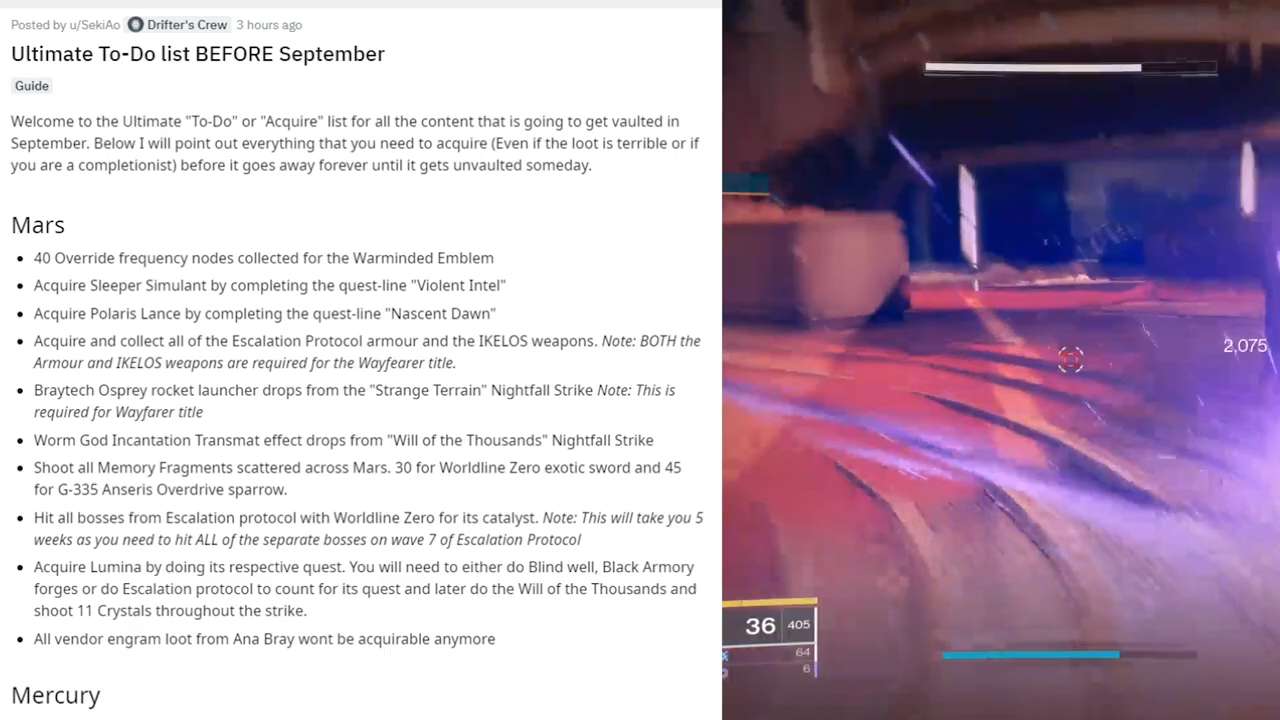 Posted by u/SekiAo Drifter's Crew 3 hours ago
Ultimate To-Do list BEFORE September
Guide
Welcome to the Ultimate "To-Do" or "Acquire" list for all the content that is going to get vaulted in
September. Below I will point out everything that you need to acquire (Even if the loot is terrible or if
you are a completionist) before it goes away forever until it gets unvaulted someday.
Mars
40 Override frequency nodes collected for the Warminded Emblem
Acquire Sleeper Simulant by completing the quest-line "Violent Intel"
Acquire Polaris Lance by completing the quest-line "Nascent Dawn"
Acquire and collect all of the Escalation Protocol armour and the IKELOS weapons. Note: BOTH the
Armour and IKELOS weapons are required for the Wayfearer title.
Braytech Osprey rocket launcher drops from the "Strange Terrain" Nightfall Strike Note: This is
required for Wayfarer title
Worm God Incantation Transmat effect drops from "Will of the Thousands" Nightfall Strike
Shoot all Memory Fragments scattered across Mars. 30 for Worldline Zero exotic sword and 45
for G-335 Anseris Overdrive sparrow.
Hit all bosses from Escalation protocol with Worldline Zero for its catalyst. Note: This will take you 5
weeks as you need to hit ALL of the separate bosses on wave 7 of Escalation Protocol
Acquire Lumina by doing its respective quest. You will need to either do Blind well, Black Armory
forges or do Escalation protocol to count for its quest and later do the Will of the Thousands and
shoot 11 Crystals throughout the strike.
All vendor engram loot from Ana Bray wont be acquirable anymore
Mercury
2,075
36 405
64
6